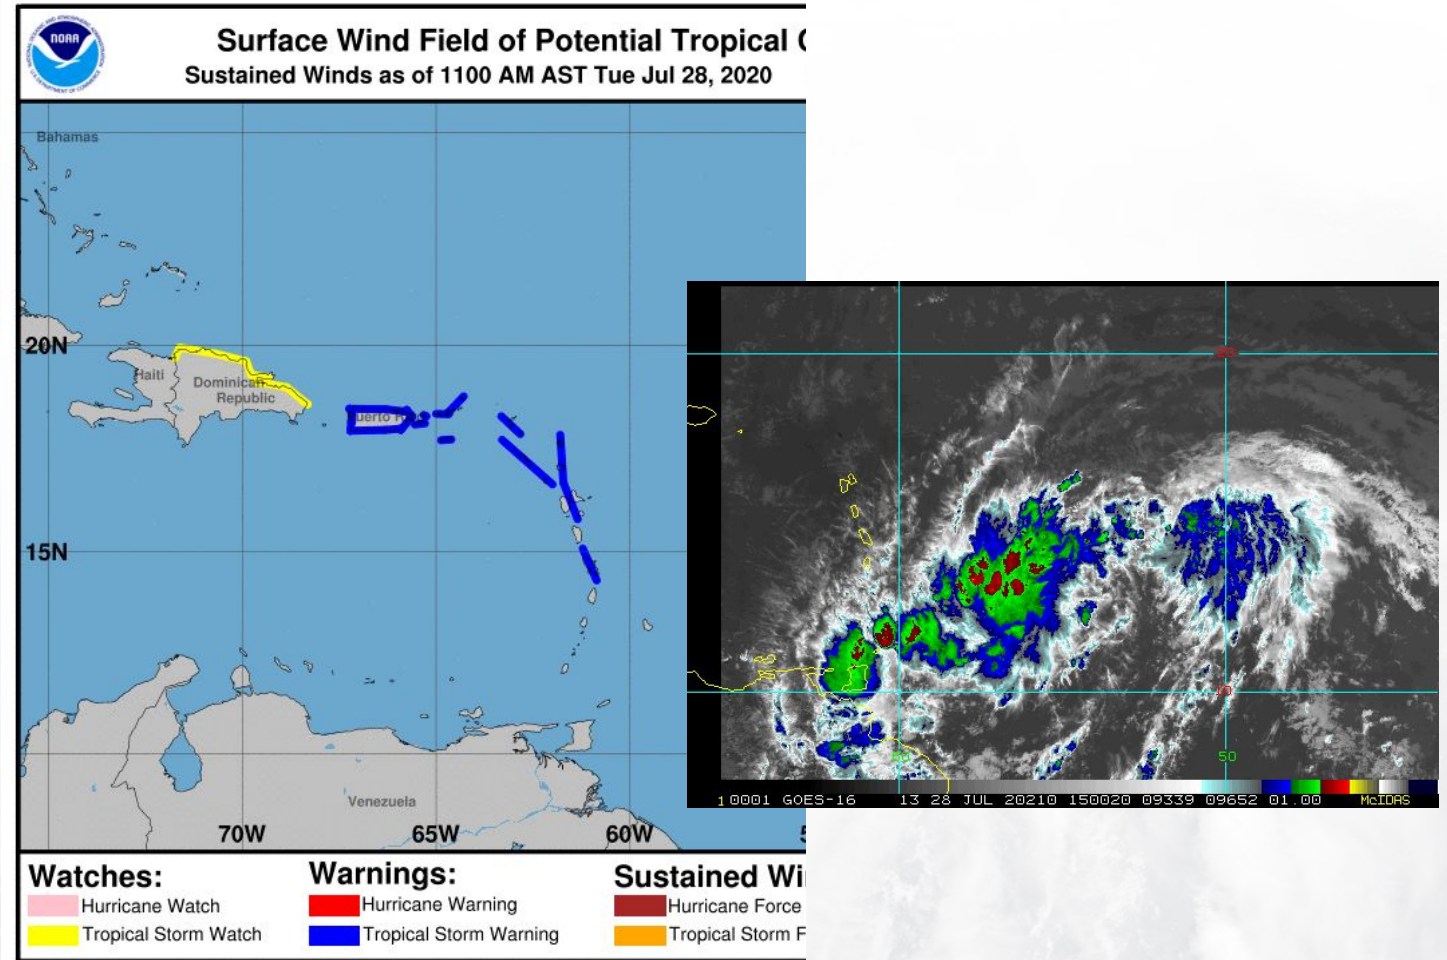 NOAA
Surface Wind Field of Potential Tropical
Sustained Winds as of 1100 AM AST Tue Jul 28, 2020
Bahamas
20N
Haiti
Dominican
Republic
15N
Venezuela
70W 65W 60W
Watches:
Hurricane Watch
Tropical Storm Watch
Warnings:
Hurricane Warning
Tropical Storm Warning
Sustained Wi
Hurricane Force
Tropical Storm F
20
10
50
1 0001 GOES-16 13 28 JUL 20210 150020 09339 09652 01.00 McIDAS